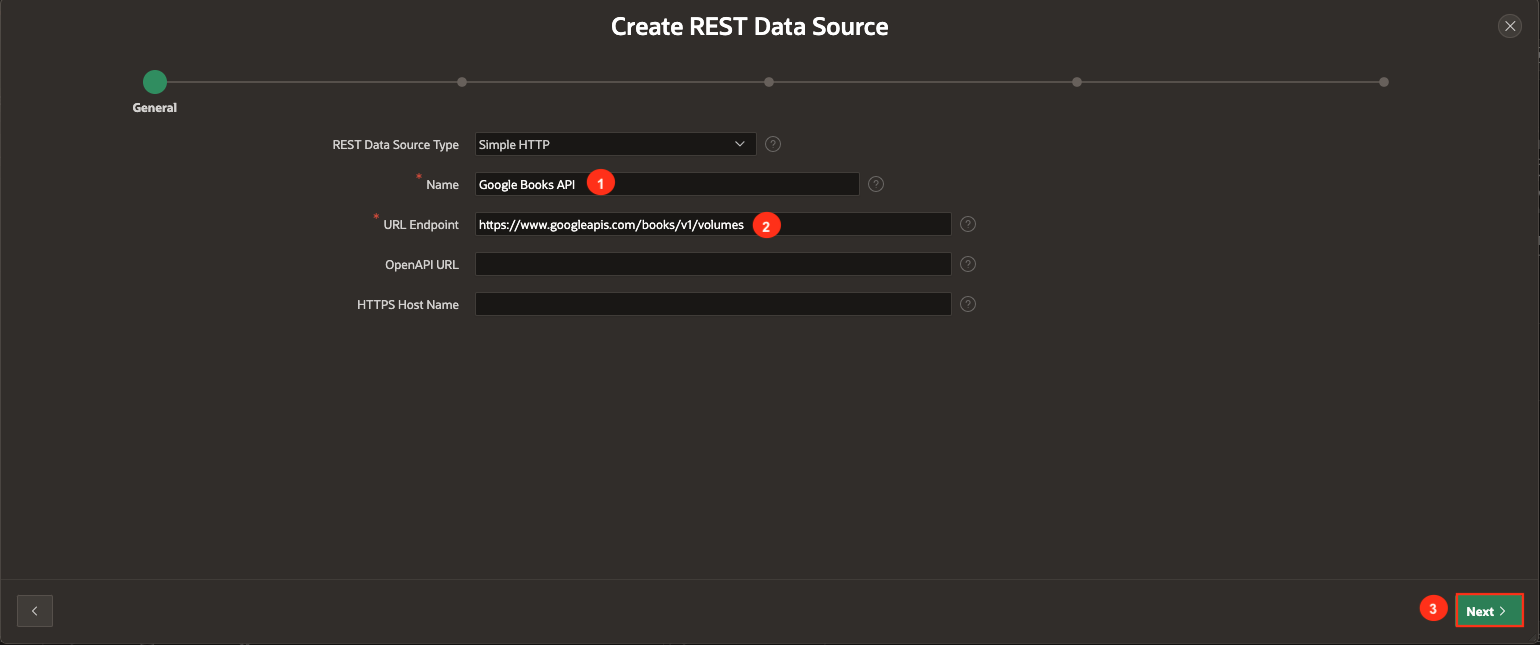 Create REST Data Source
General
REST Data Source Type Simple HTTP ?
* Name Google Books API 1 ?
* URL Endpoint https://www.googleapis.com/books/v1/volumes 2 ?
OpenAPI URL ?
HTTPS Host Name ?
3 Next